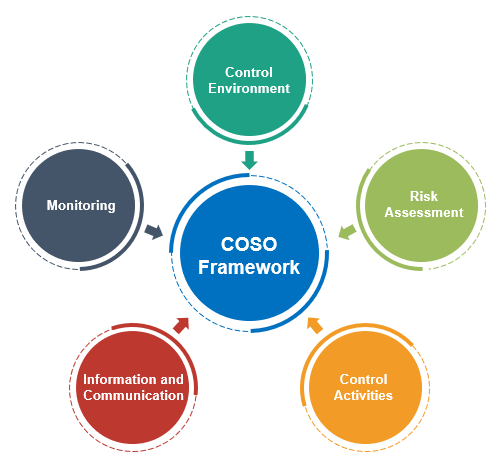 Control
Environment
Monitoring
Risk
Assessment
COSO
Framework
Information and
Communication
Control
Activities